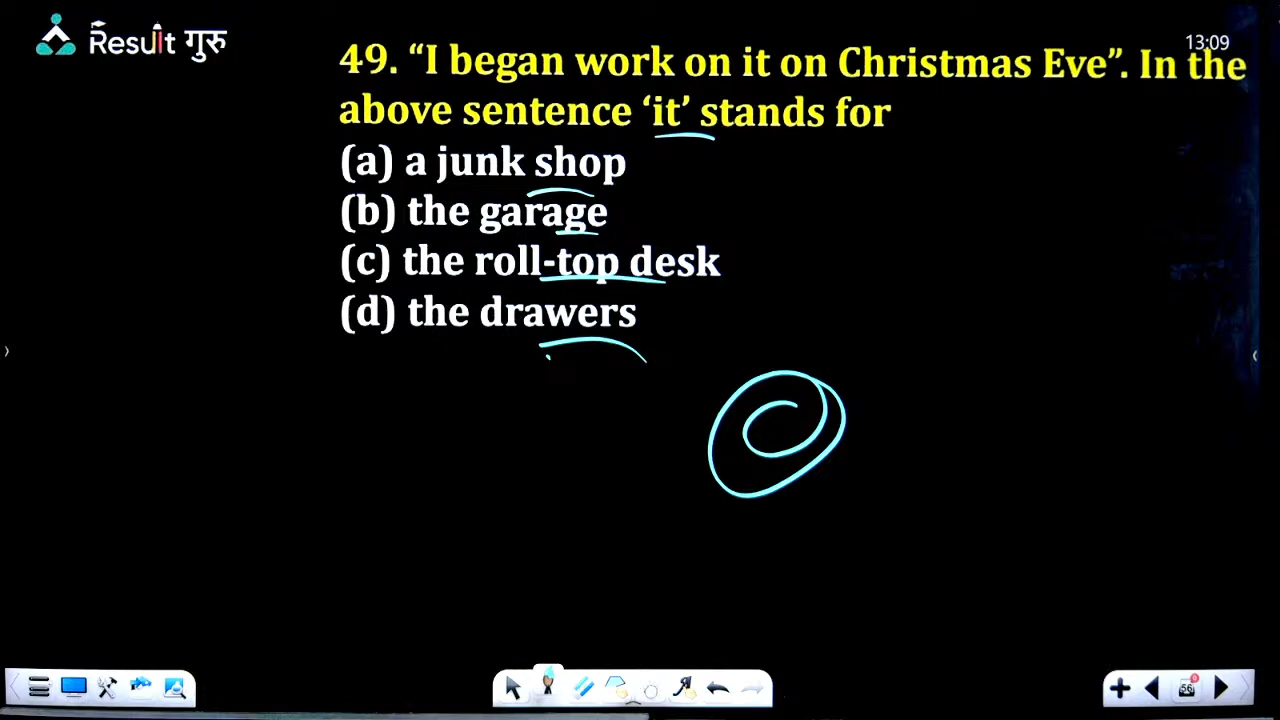 Result गुरु
13:09
49. “I began work on it on Christmas Eve”. In the
above sentence ‘it’ stands for
(a) a junk shop
(b) the garage
(c) the roll-top desk
(d) the drawers
56